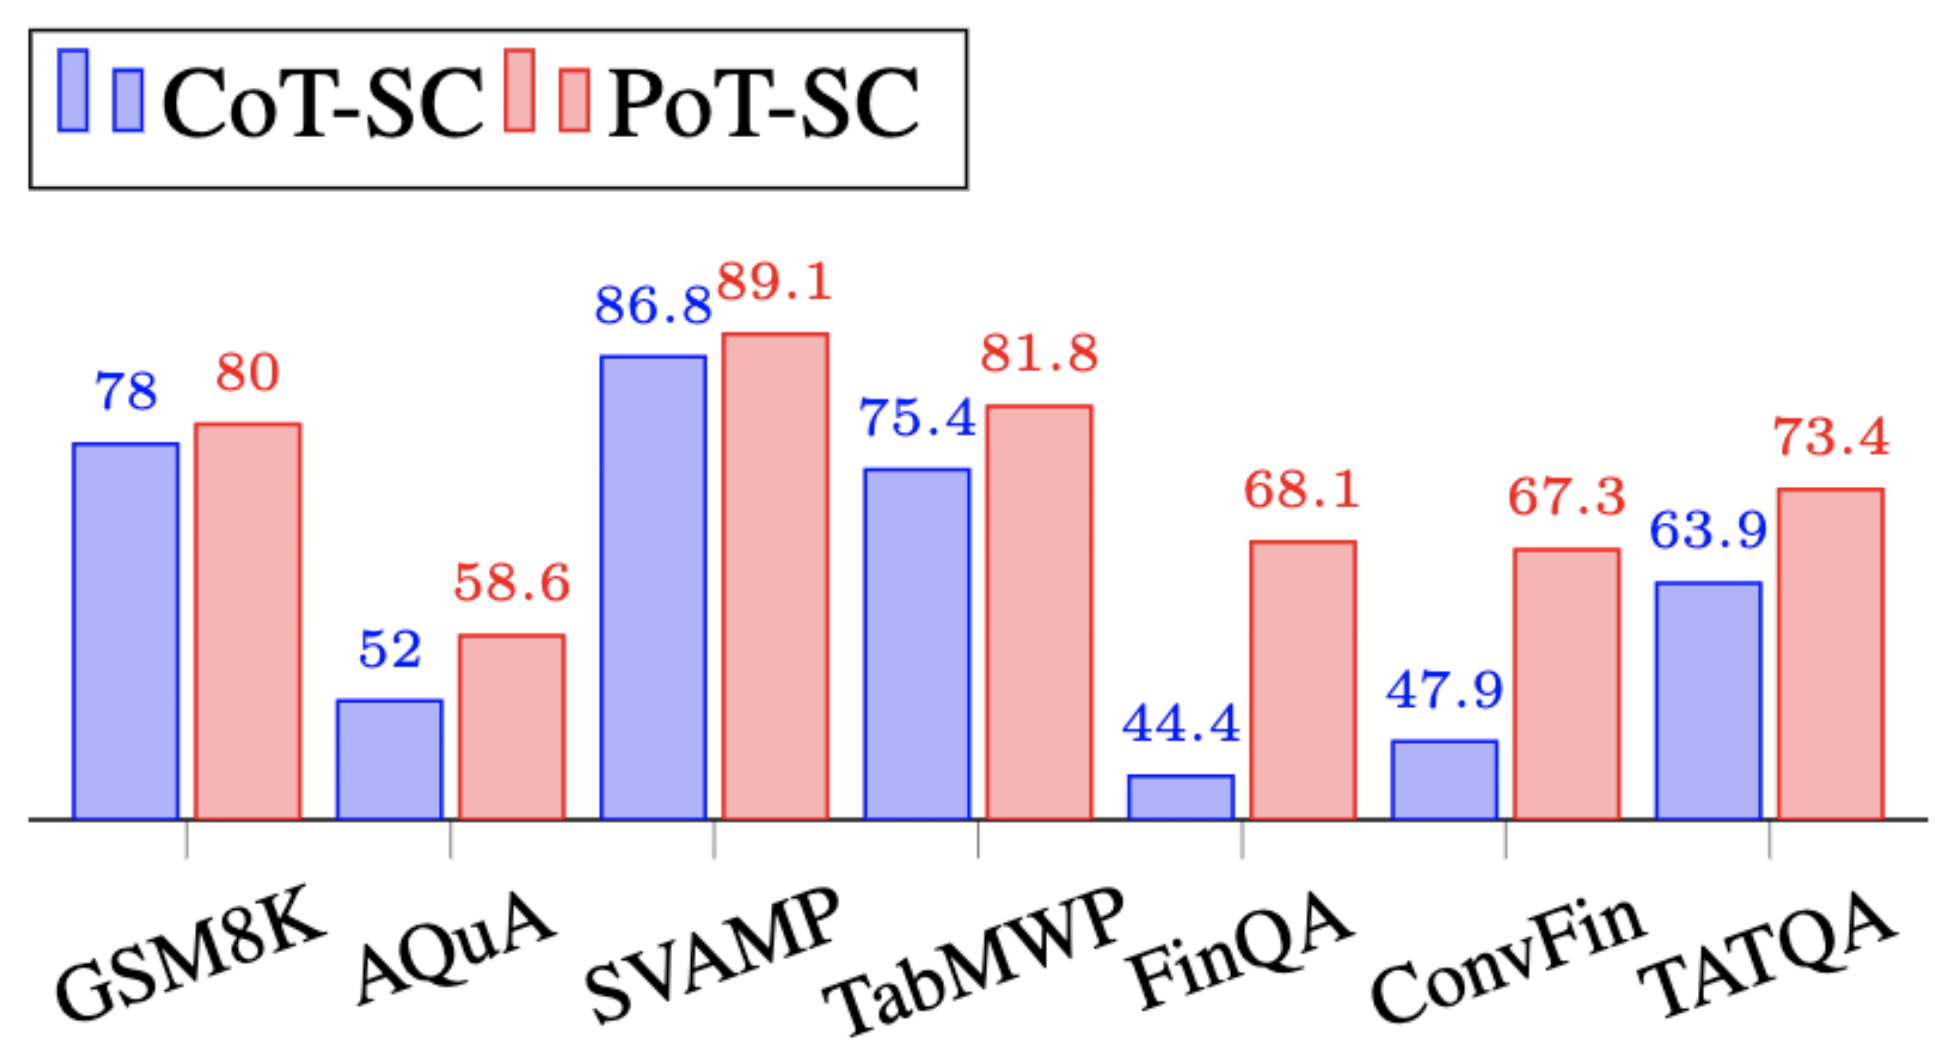 CoT-SC PoT-SC
78 80 52 58.6 86.8 89.1 75.4 81.8 44.4 68.1 47.9 67.3 63.9 73.4
GSM8K AQuA SVAMP TabMWP FinQA ConvFin TATQA